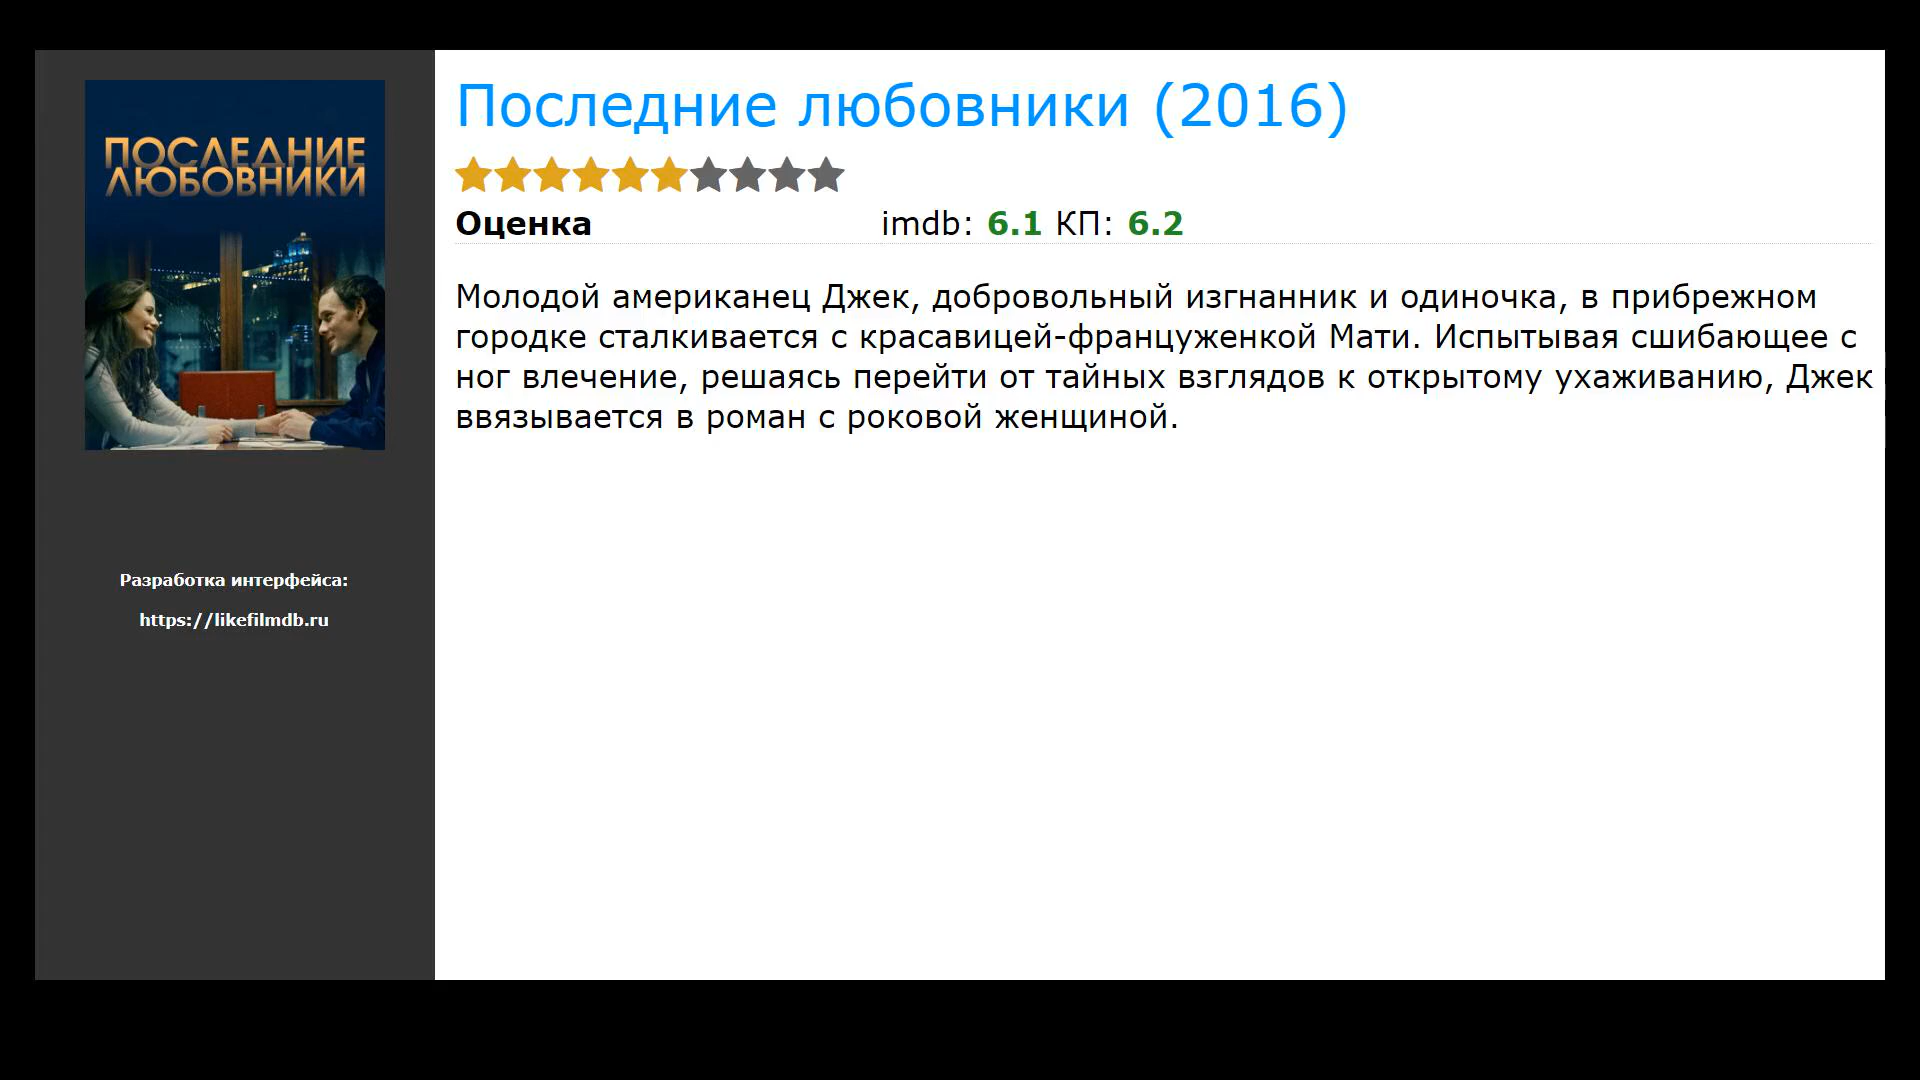 ПОСЛЕДНИЕ
ЛЮБОВНИКИ
Разработка интерфейса:
https://likefilmdb.ru
Последние любовники (2016)
Оценка imdb: 6.1 КП: 6.2
Молодой американец Джек, добровольный изгнанник и одиночка, в прибрежном
городке сталкивается с красавицей-француженкой Мати. Испытывая сшибающее с
ног влечение, решаясь перейти от тайных взглядов к открытому ухаживанию, Джек
ввязывается в роман с роковой женщиной.